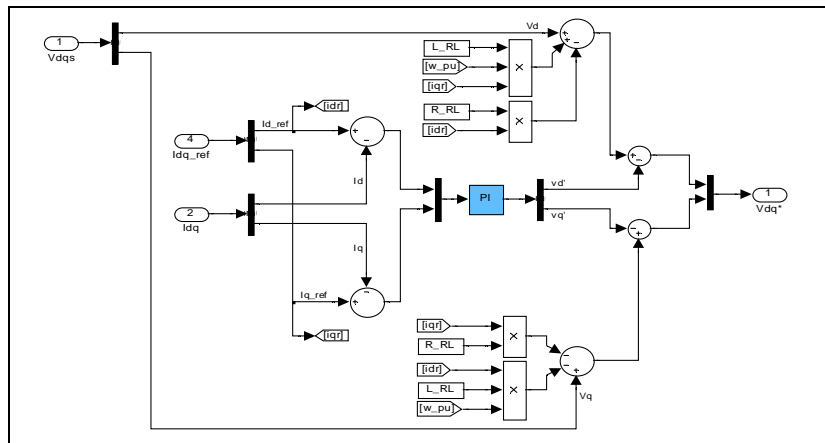 1
Vdqs
Vd
L_RL
[w_pu]
[iqr]
R_RL
[idr]
×
×
[idr]
Id_ref
4
Idq_ref
Id
2
Idq
Iq
Iq_ref
[iqr]
PI
vd'
vq'
1
Vdq*
[iqr]
R_RL
[idr]
L_RL
[w_pu]
×
×
Vq